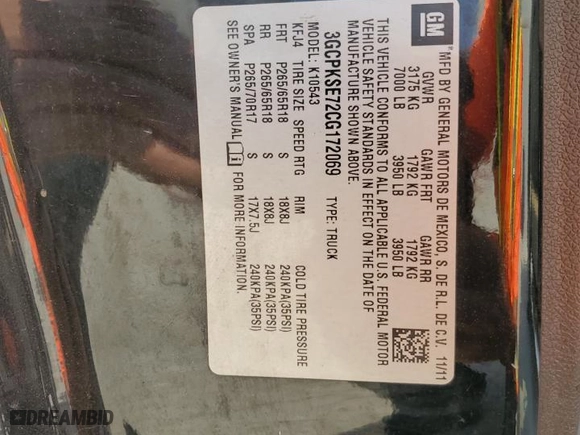 GM
MFD BY GENERAL MOTORS DE MEXICO, S. DE R.L. DE C.V. 11/11
GVWR GAWR FRT GAWR RR
3175 KG 1792 KG 1792 KG
7000 LB 3950 LB 3950 LB
THIS VEHICLE CONFORMS TO ALL APPLICABLE U.S. FEDERAL MOTOR
VEHICLE SAFETY STANDARDS IN EFFECT ON THE DATE OF
MANUFACTURE SHOWN ABOVE.
3GCPKSE72CG172069 TYPE: TRUCK
MODEL: K10543
KFJ4 TIRE SIZE SPEED RTG RIM COLD TIRE PRESSURE
FRT P265/65R18 S 18X8J 240KPA(35PSI)
RR P265/65R18 S 18X8J 240KPA(35PSI)
SPA P265/70R17 S 17X7.5J 240KPA(35PSI)
SEE OWNER'S MANUAL i FOR MORE INFORMATION.
DREAMBID